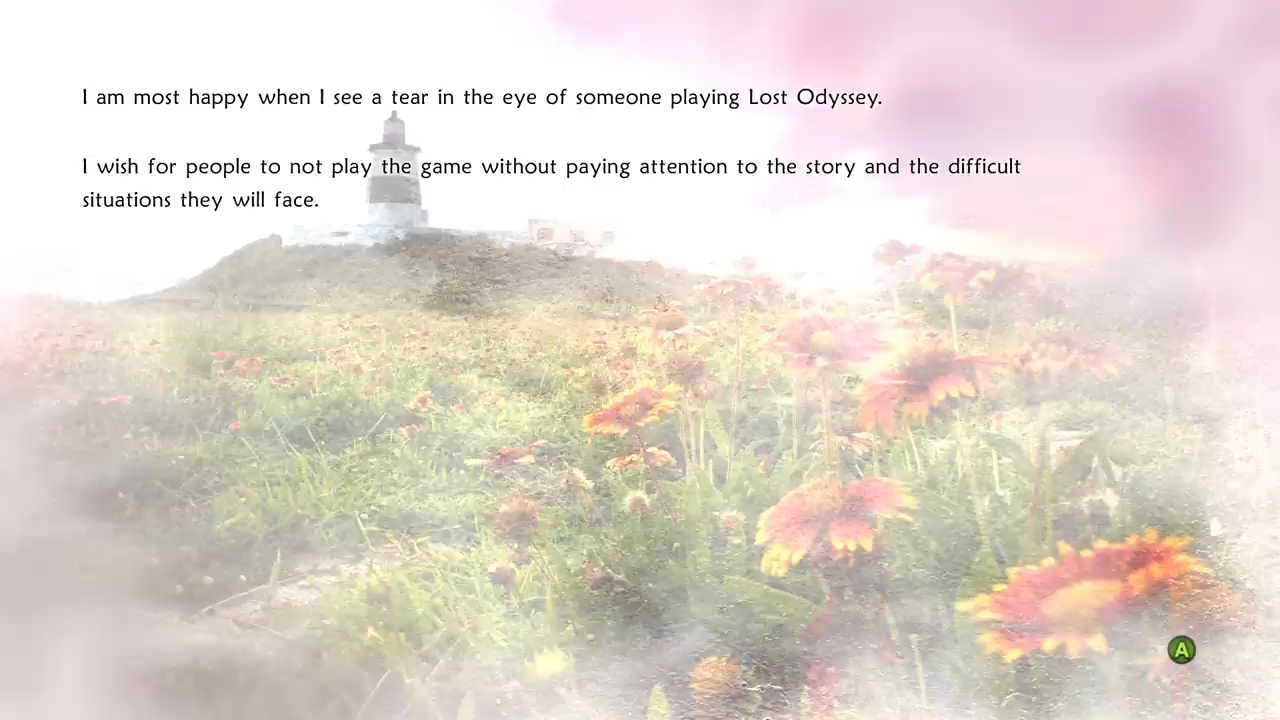 I am most happy when I see a tear in the eye of someone playing Lost Odyssey.
I wish for people to not play the game without paying attention to the story and the difficult
situations they will face.
A